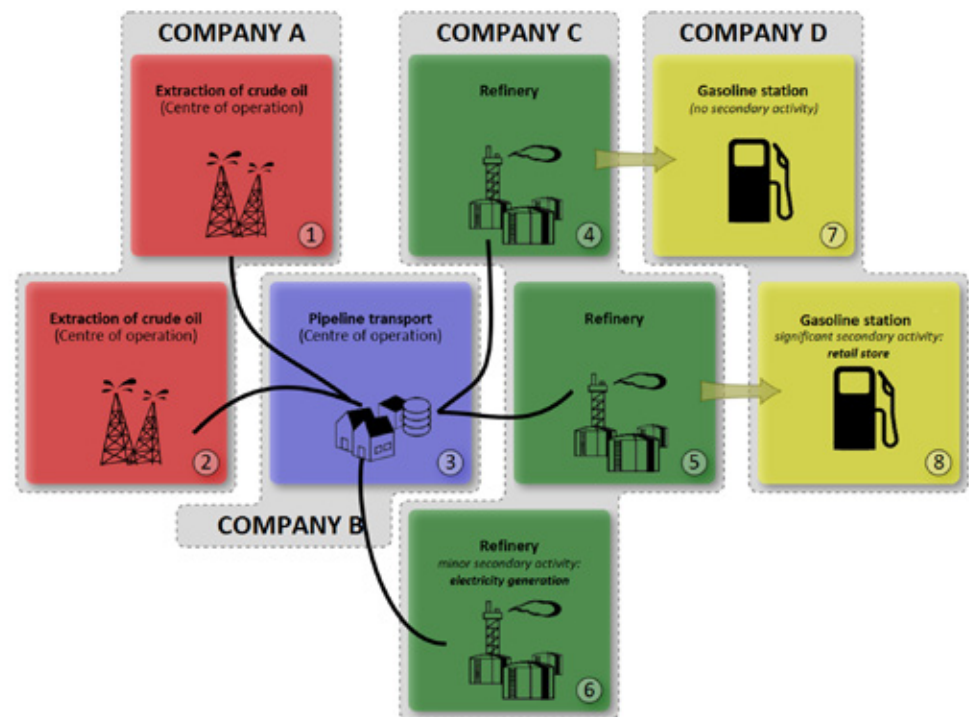 COMPANY A
COMPANY C
COMPANY D
Extraction of crude oil
(Centre of operation)
1
Refinery
4
Gasoline station
(no secondary activity)
7
Extraction of crude oil
(Centre of operation)
2
Pipeline transport
(Centre of operation)
3
Refinery
5
Gasoline station
significant secondary activity:
retail store
8
COMPANY B
Refinery
minor secondary activity:
electricity generation
6